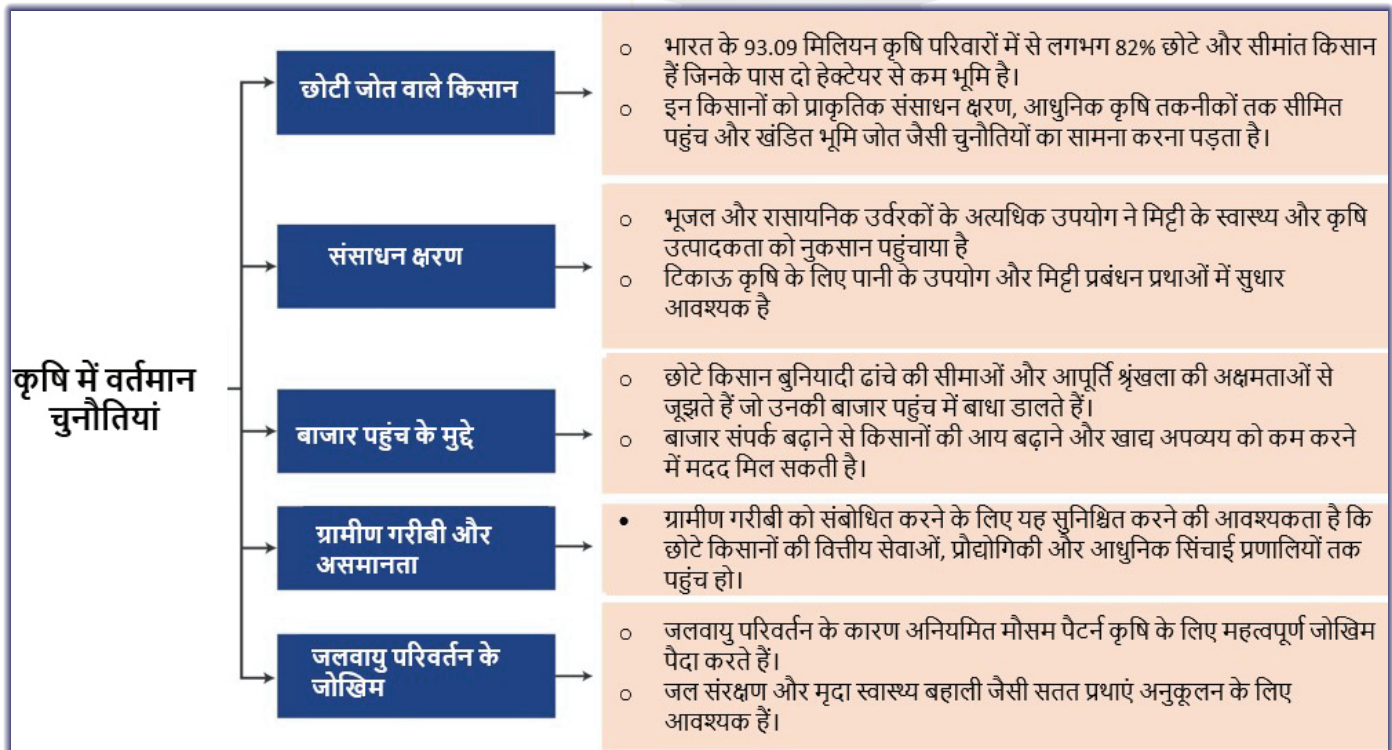 कृषि में वर्तमान
चुनौतियां
छोटी जोत वाले किसान
o भारत के 93.09 मिलियन कृषि परिवारों में से लगभग 82% छोटे और सीमांत किसान
हैं जिनके पास दो हेक्टेयर से कम भूमि है।
o इन किसानों को प्राकृतिक संसाधन क्षरण, आधुनिक कृषि तकनीकों तक सीमित
पहुंच और खंडित भूमि जोत जैसी चुनौतियों का सामना करना पड़ता है।
संसाधन क्षरण
o भूजल और रासायनिक उर्वरकों के अत्यधिक उपयोग ने मिट्टी के स्वास्थ्य और कृषि
उत्पादकता को नुकसान पहुंचाया है
o टिकाऊ कृषि के लिए पानी के उपयोग और मिट्टी प्रबंधन प्रथाओं में सुधार
आवश्यक है
बाजार पहुंच के मुद्दे
o छोटे किसान बुनियादी ढांचे की सीमाओं और आपूर्ति श्रृंखला की अक्षमताओं से
जूझते हैं जो उनकी बाजार पहुंच में बाधा डालते हैं।
o बाजार संपर्क बढ़ाने से किसानों की आय बढ़ाने और खाद्य अपव्यय को कम करने
में मदद मिल सकती है।
ग्रामीण गरीबी और
असमानता
• ग्रामीण गरीबी को संबोधित करने के लिए यह सुनिश्चित करने की आवश्यकता है कि
छोटे किसानों की वित्तीय सेवाओं, प्रौद्योगिकी और आधुनिक सिंचाई प्रणालियों तक
पहुंच हो।
जलवायु परिवर्तन के
जोखिम
o जलवायु परिवर्तन के कारण अनियमित मौसम पैटर्न कृषि के लिए महत्वपूर्ण जोखिम
पैदा करते हैं।
o जल संरक्षण और मृदा स्वास्थ्य बहाली जैसी सतत प्रथाएं अनुकूलन के लिए
आवश्यक हैं।